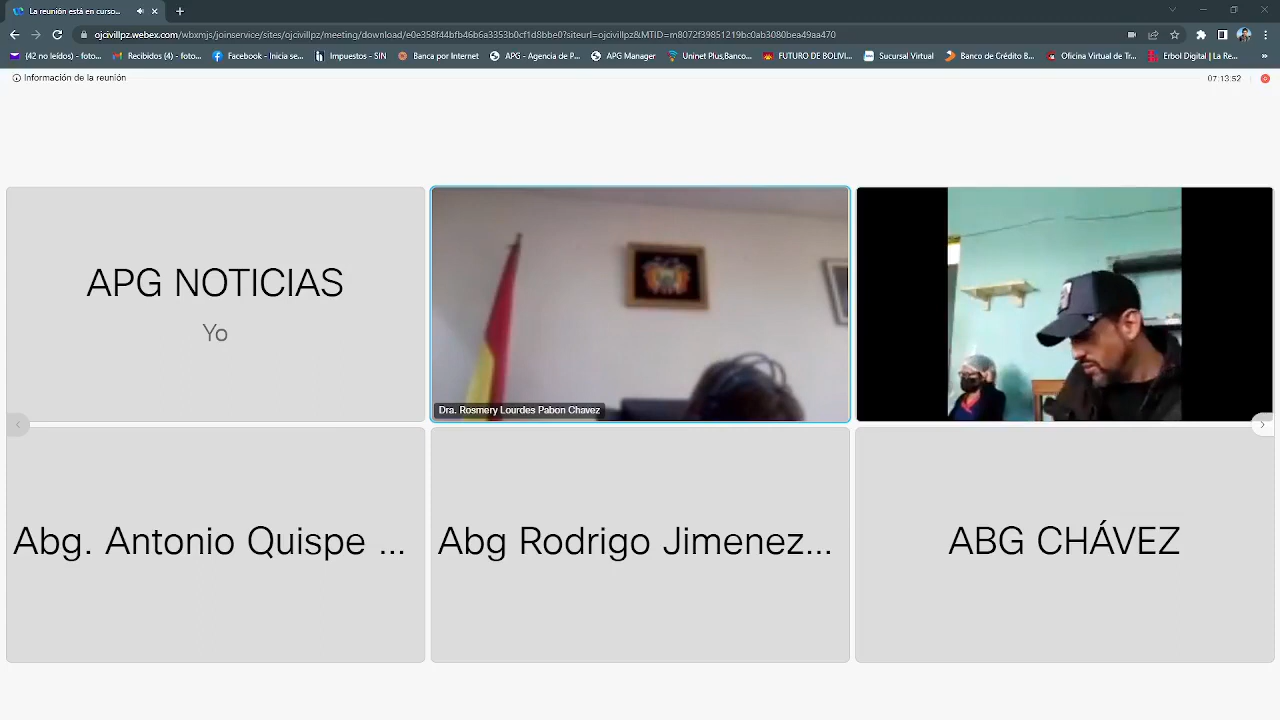 La reunión está en curso...
ojcivillpz.webex.com/wbxmjs/joinservice/sites/ojcivillpz/meeting/download/e0e358f44b1b46b6a3353b0cf1d9bbe0?siteurl=ojcivillpz&MTID=m8072f39851219bc0ab3080bea49aa470
(42 no leído) - foto...
Recibidos (4) - foto...
Facebook - Inicia se...
Impuestos - SIN
Banca por Internet
APG - Agencia de P...
APG Manager
Uninet Plus,Banco...
FUTURO DE BOLIVI...
Sucursal Virtual
Banco de Crédito B...
Oficina Virtual de Tr...
Erbol Digital | La Re...
Información de la reunión
07:13:52
APG NOTICIAS
Yo
Dra. Rosmery Lourdes Pabon Chavez
Abg. Antonio Quispe ...
Abg Rodrigo Jimenez...
ABG CHÁVEZ